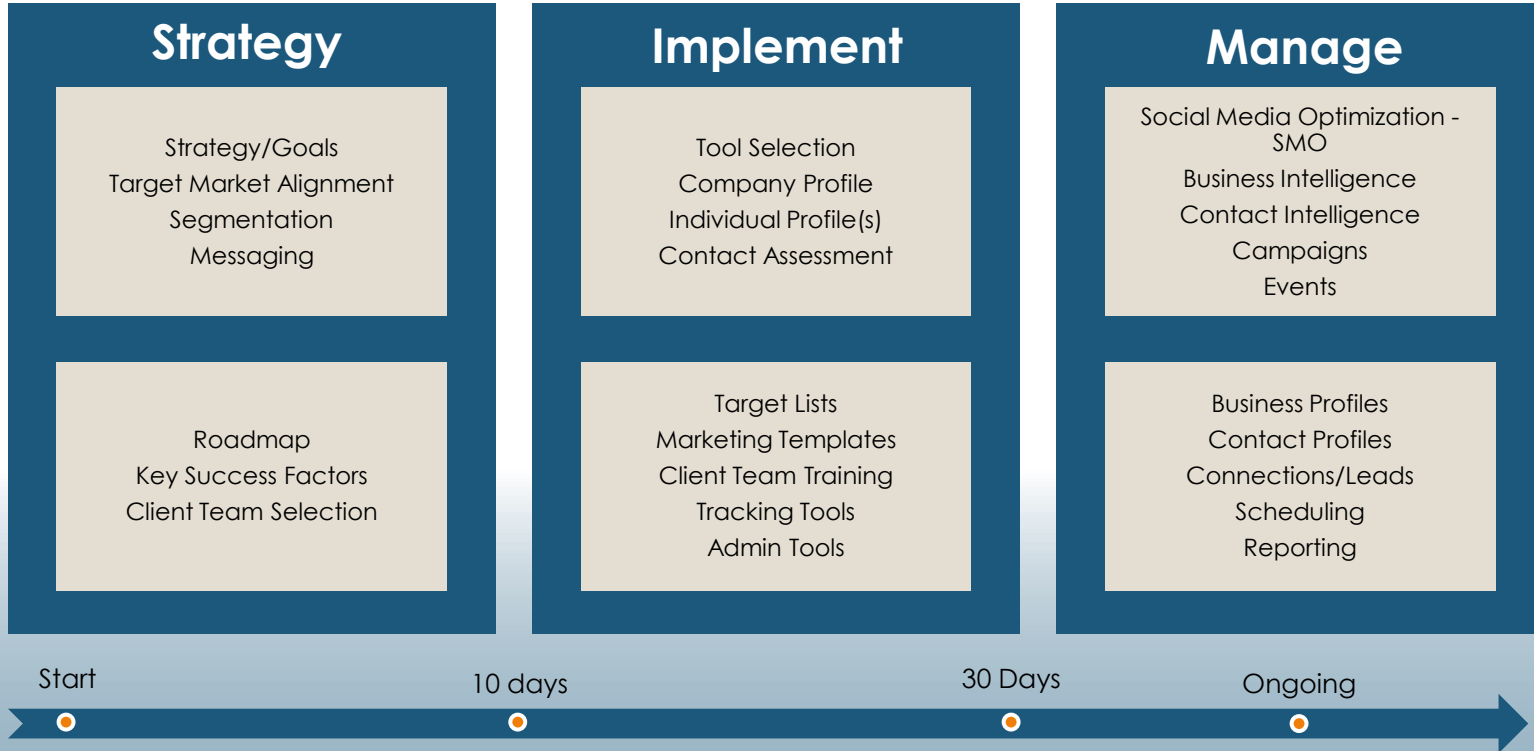 Strategy
Strategy/Goals
Target Market Alignment
Segmentation
Messaging
Roadmap
Key Success Factors
Client Team Selection
Implement
Tool Selection
Company Profile
Individual Profile(s)
Contact Assessment
Target Lists
Marketing Templates
Client Team Training
Tracking Tools
Admin Tools
Manage
Social Media Optimization -
SMO
Business Intelligence
Contact Intelligence
Campaigns
Events
Business Profiles
Contact Profiles
Connections/Leads
Scheduling
Reporting
Start
10 days
30 Days
Ongoing